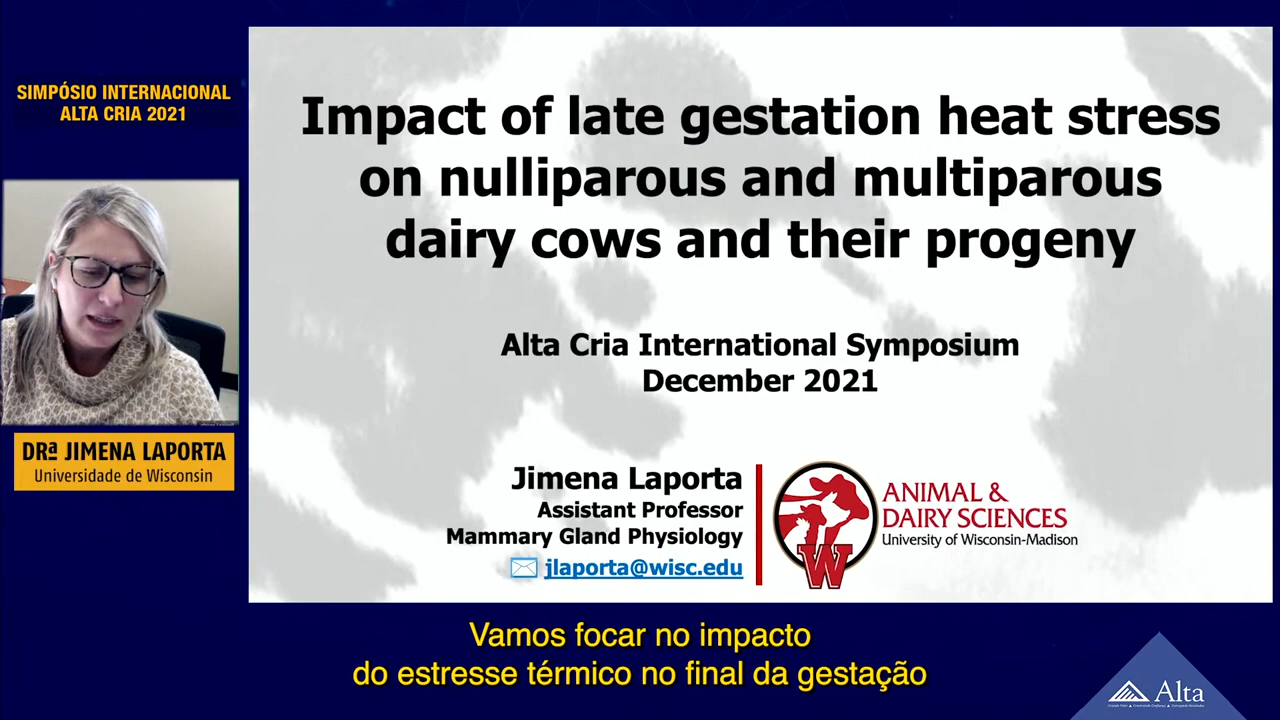 SIMPÓSIO INTERNACIONAL
ALTA CRIA 2021
DRª JIMENA LAPORTA
Universidade de Wisconsin
Impact of late gestation heat stress
on nulliparous and multiparous
dairy cows and their progeny
Alta Cria International Symposium
December 2021
Jimena Laporta
Assistant Professor
Mammary Gland Physiology
jlaporta@wisc.edu
W
ANIMAL &
DAIRY SCIENCES
University of Wisconsin-Madison
Vamos focar no impacto
do estresse térmico no final da gestação
Alta